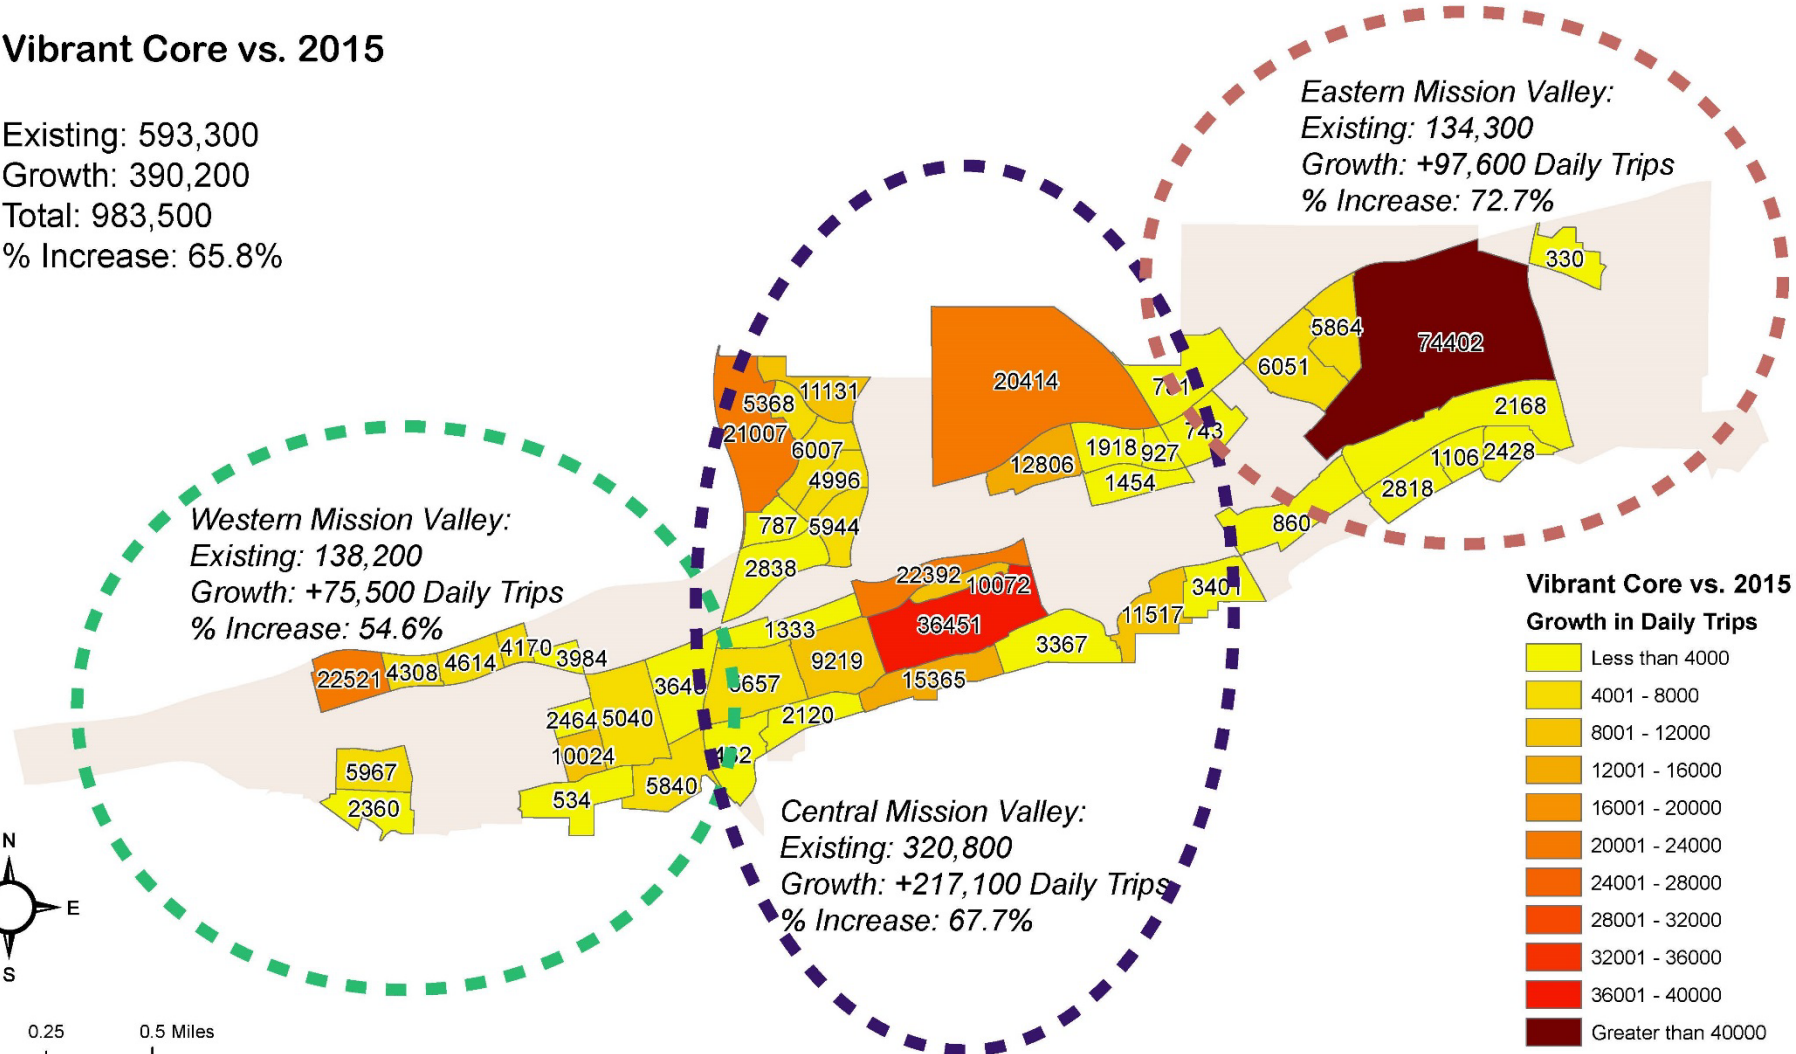 Vibrant Core vs. 2015
Existing: 593,300
Growth: 390,200
Total: 983,500
% Increase: 65.8%
Eastern Mission Valley:
Existing: 134,300
Growth: +97,600 Daily Trips
% Increase: 72.7%
330
5864
74402
6051
20414
11131
5368
21007
2168
743
6007
1918
927
1106
2428
12806
4996
1454
2818
Western Mission Valley:
Existing: 138,200
Growth: +75,500 Daily Trips
% Increase: 54.6%
787
5944
860
2838
22392
10072
3401
11517
1333
36451
3367
4170
3984
4614
4308
22521
9219
15365
2464
5040
2120
10024
5967
5840
534
2360
Central Mission Valley:
Existing: 320,800
Growth: +217,100 Daily Trips
% Increase: 67.7%
Vibrant Core vs. 2015
Growth in Daily Trips
Less than 4000
4001 - 8000
8001 - 12000
12001 - 16000
16001 - 20000
20001 - 24000
24001 - 28000
28001 - 32000
32001 - 36000
36001 - 40000
Greater than 40000
N
E
S
0.25
0.5 Miles